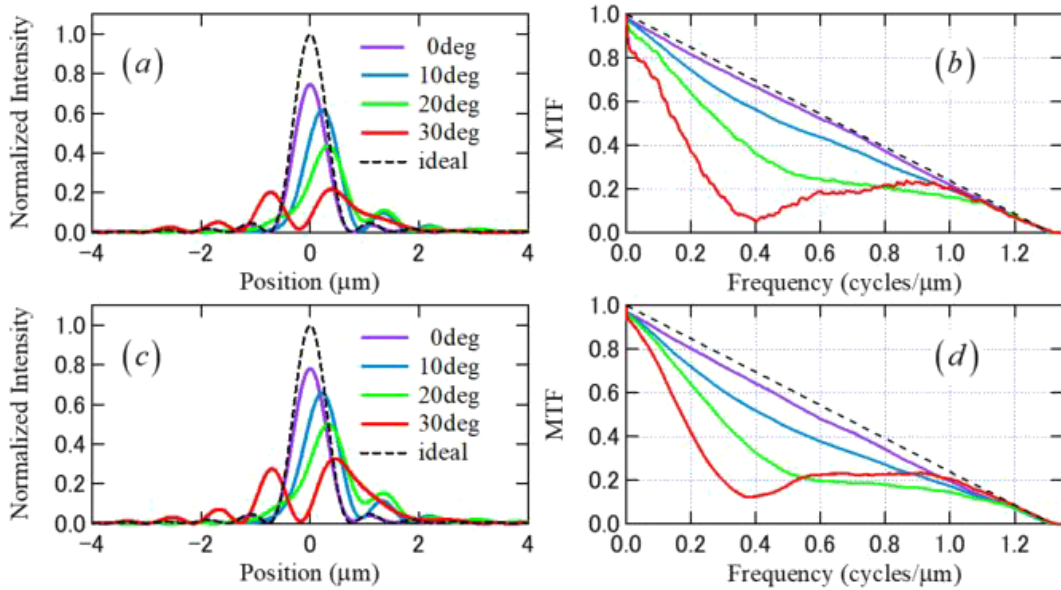 (a)
Normalized Intensity
1.0
0.8
0.6
0.4
0.2
0.0
0deg
10deg
20deg
30deg
ideal
−4 −2 0 2 4
Position (μm)
(b)
MTF
1.0
0.8
0.6
0.4
0.2
0.0
0.0 0.2 0.4 0.6 0.8 1.0 1.2
Frequency (cycles/μm)
(c)
Normalized Intensity
1.0
0.8
0.6
0.4
0.2
0.0
0deg
10deg
20deg
30deg
ideal
−4 −2 0 2 4
Position (μm)
(d)
MTF
1.0
0.8
0.6
0.4
0.2
0.0
0.0 0.2 0.4 0.6 0.8 1.0 1.2
Frequency (cycles/μm)